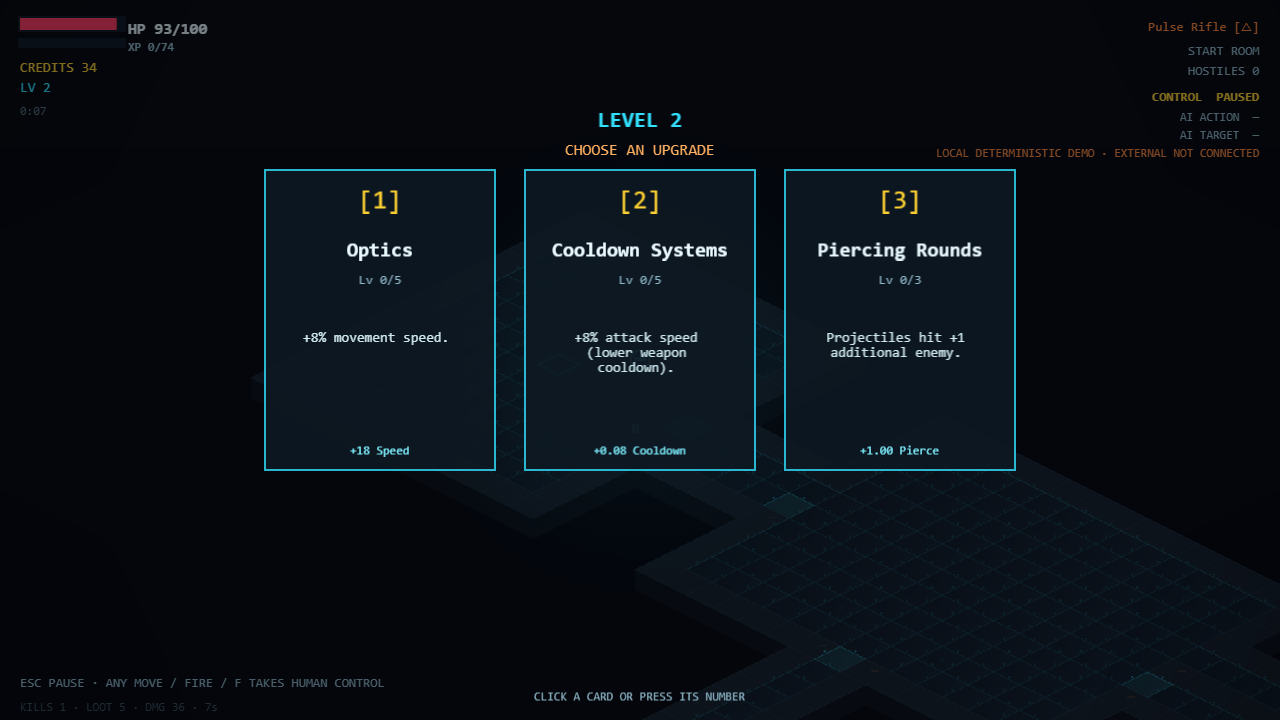 HP 93/100
XP 0/74
CREDITS 34
LV 2
0:07
Pulse Rifle [△]
START ROOM
HOSTILES 0
CONTROL PAUSED
AI ACTION —
AI TARGET —
LOCAL DETERMINISTIC DEMO · EXTERNAL NOT CONNECTED
LEVEL 2
CHOOSE AN UPGRADE
[1]
Optics
Lv 0/5
+8% movement speed.
+18 Speed
[2]
Cooldown Systems
Lv 0/5
+8% attack speed
(lower weapon
cooldown).
+0.08 Cooldown
[3]
Piercing Rounds
Lv 0/3
Projectiles hit +1
additional enemy.
+1.00 Pierce
ESC PAUSE · ANY MOVE / FIRE / F TAKES HUMAN CONTROL
KILLS 1 · LOOT 5 · DMG 36 · 7s
CLICK A CARD OR PRESS ITS NUMBER